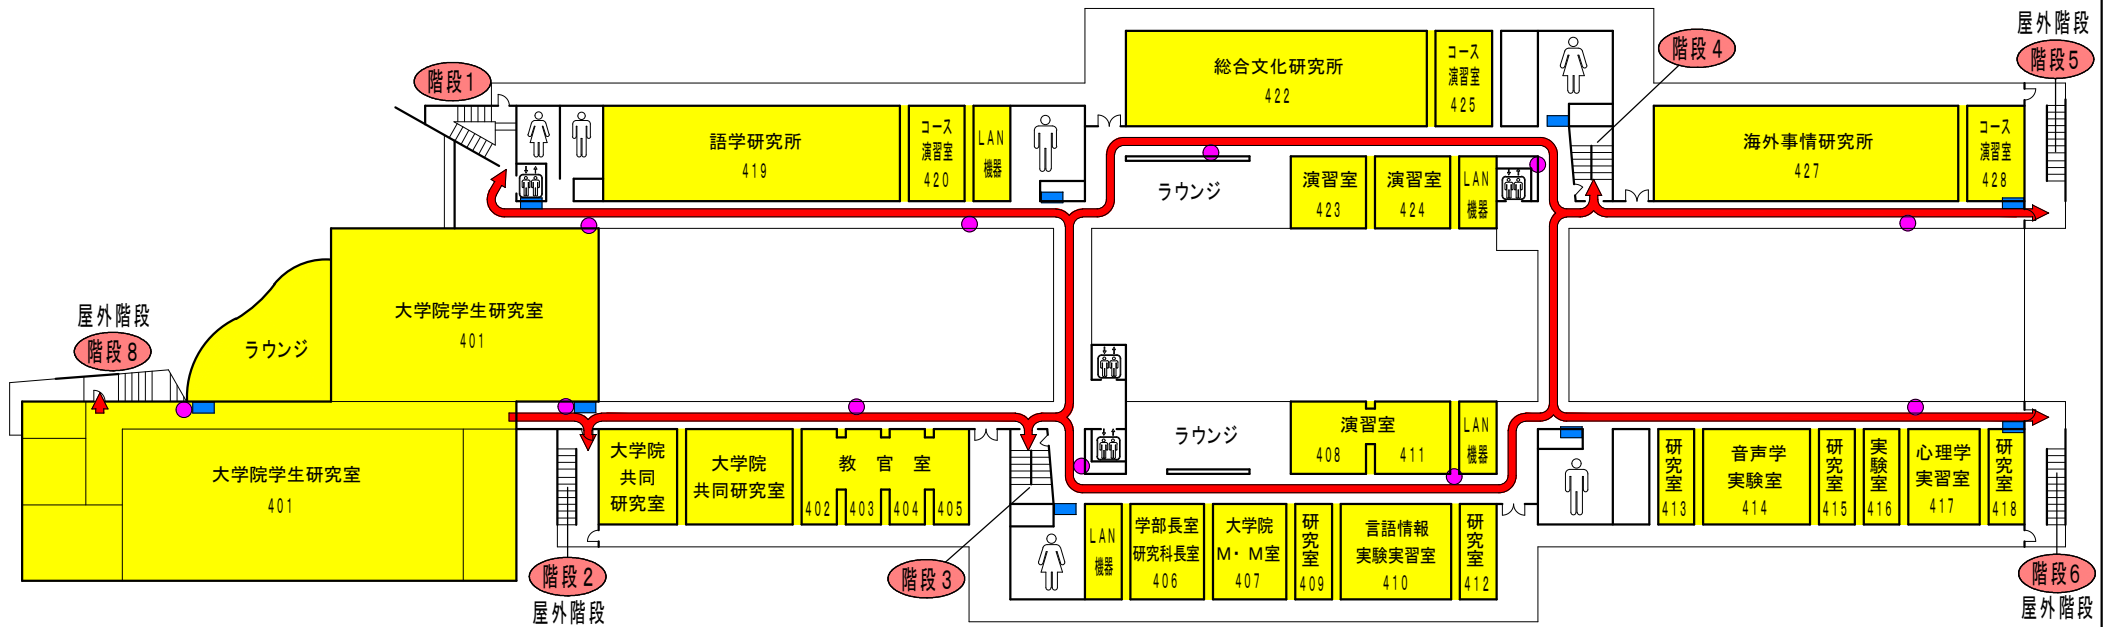 屋外階段
階段5
階段4
階段1
総合文化研究所
422
コース
演習室
425
語学研究所
419
コース
演習室
420
LAN
機器
海外事情研究所
427
コース
演習室
428
ラウンジ
演習室
423
演習室
424
LAN
機器
大学院学生研究室
401
ラウンジ
屋外階段
階段8
大学院学生研究室
401
大学院
共同
研究室
大学院
共同研究室
教官室
402
403
404
405
ラウンジ
演習室
408
411
LAN
機器
研究室
413
音声学
実験室
414
研究室
415
実験室
416
心理学
実習室
417
研究室
418
LAN
機器
学部長室
研究科長室
406
大学院
M・M室
407
研究室
409
言語情報
実験実習室
410
研究室
412
階段2
屋外階段
階段3
階段6
屋外階段